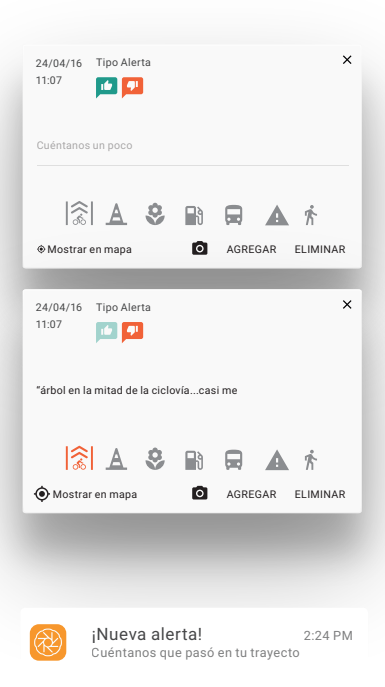 24/04/16 Tipo Alerta
11:07
Cuéntanos un poco
Mostrar en mapa AGREGAR ELIMINAR
24/04/16 Tipo Alerta
11:07
“árbol en la mitad de la ciclovía...casi me
Mostrar en mapa AGREGAR ELIMINAR
¡Nueva alerta! 2:24 PM
Cuéntanos que pasó en tu trayecto